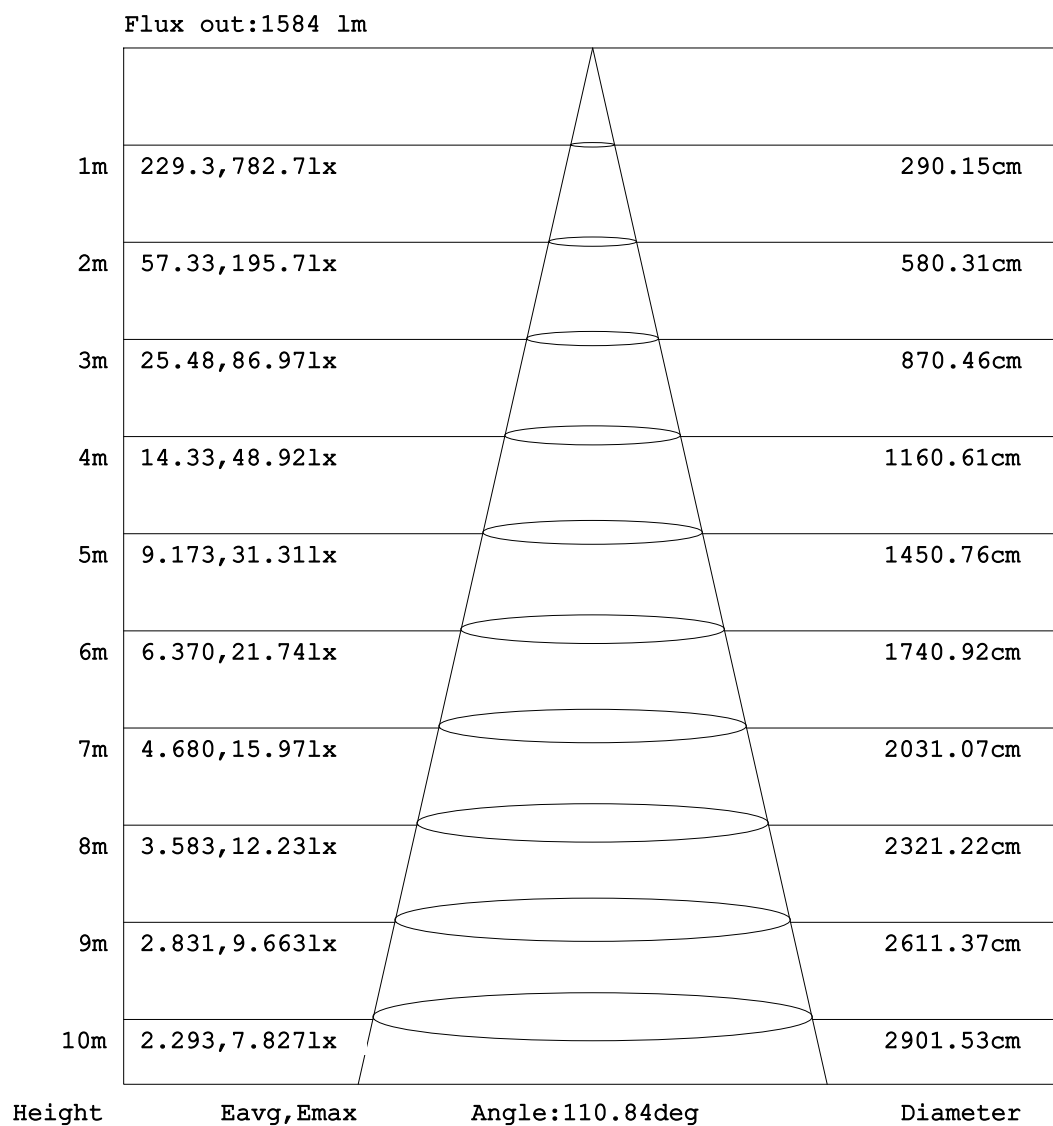 Flux out:1584 lm
1m 229.3,782.7lx 290.15cm
2m 57.33,195.7lx 580.31cm
3m 25.48,86.97lx 870.46cm
4m 14.33,48.92lx 1160.61cm
5m 9.173,31.31lx 1450.76cm
6m 6.370,21.74lx 1740.92cm
7m 4.680,15.97lx 2031.07cm
8m 3.583,12.23lx 2321.22cm
9m 2.831,9.663lx 2611.37cm
10m 2.293,7.827lx 2901.53cm
Height Eavg,Emax Angle:110.84deg Diameter